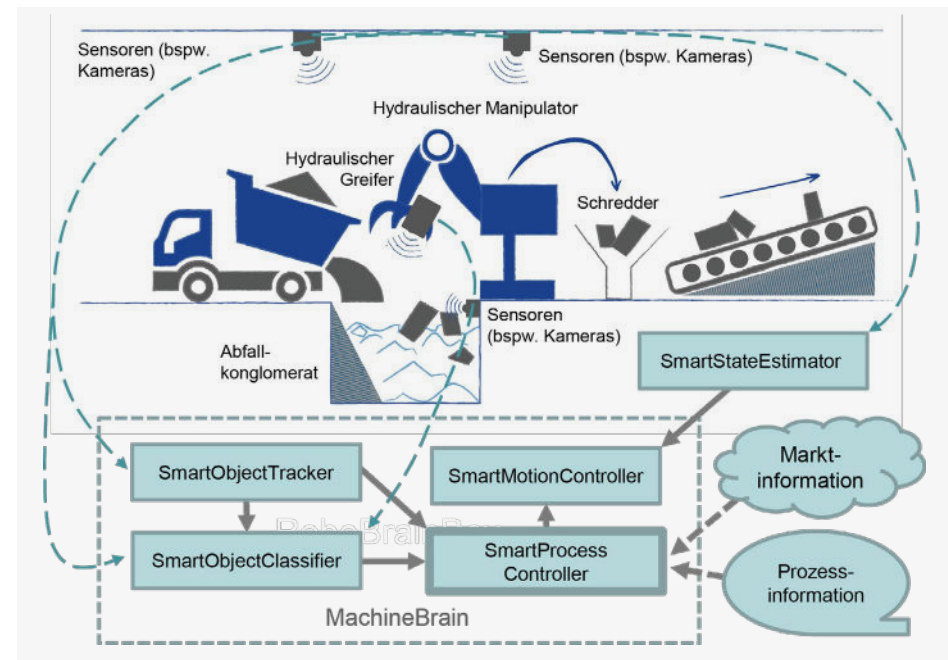 Sensoren (bspw.
Kameras)
Sensoren (bspw. Kameras)
Hydraulischer Manipulator
Hydraulischer
Greifer
Schredder
Sensoren
(bspw. Kameras)
Abfall-
konglomerat
SmartStateEstimator
SmartObjectTracker
SmartMotionController
Markt-
information
RoboBrainBox
SmartObjectClassifier
SmartProcess
Controller
Prozess-
information
MachineBrain